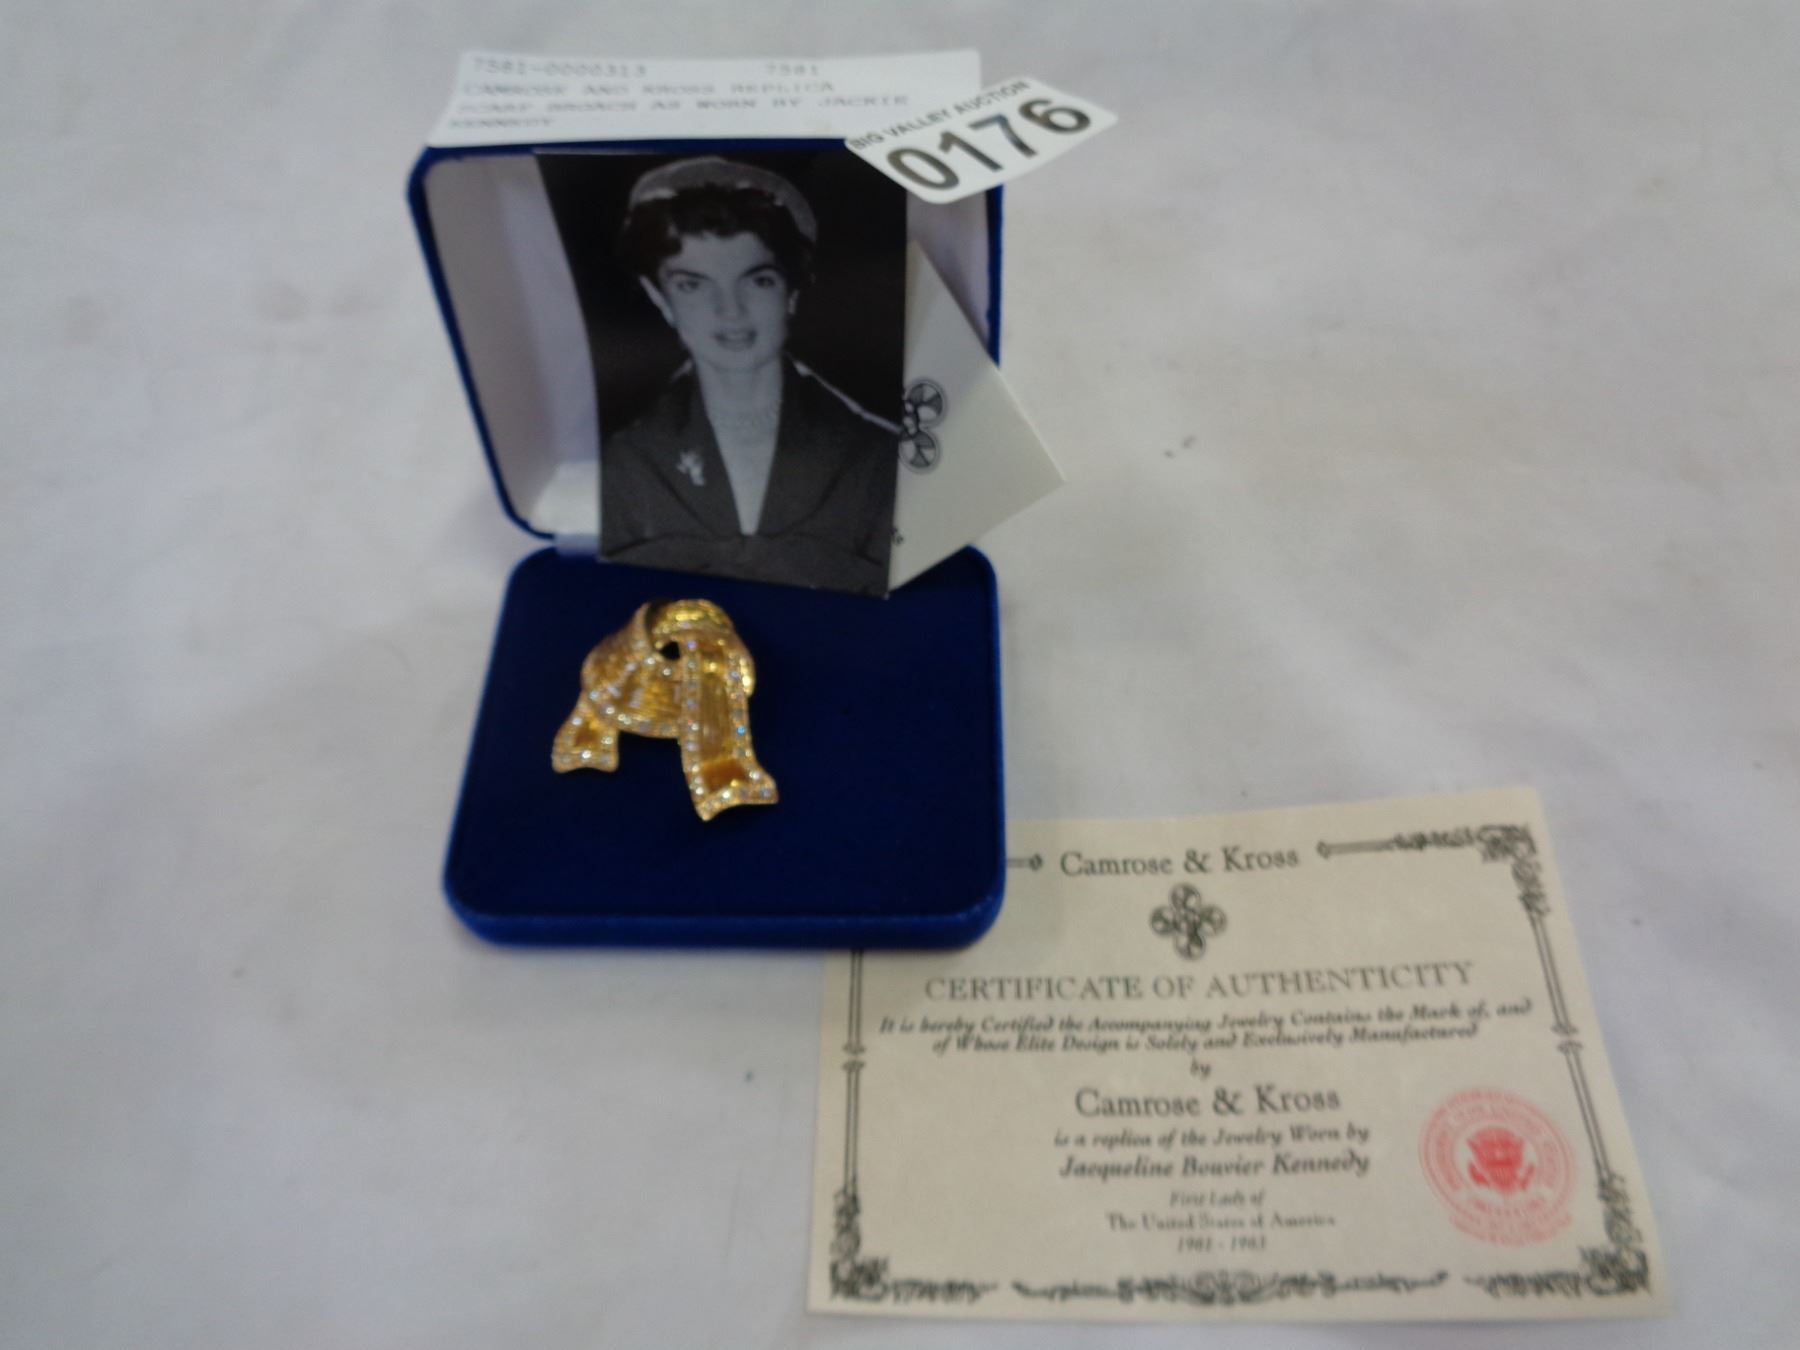 7581-0000313 7581
CAMROSE AND KROSS REPLICA
SCARF BROACH AS WORN BY JACKIE
KENNEDY
BIG VALLEY AUCTION
0176
Camrose & Kross
CERTIFICATE OF AUTHENTICITY
It is hereby Certified the Accompanying Jewelry Contains the Mark of, and
of Whose Elite Design is Solely and Exclusively Manufactured
by
Camrose & Kross
is a replica of the Jewelry Worn by
Jacqueline Bouvier Kennedy
First Lady of
The United States of America
1961 - 1963